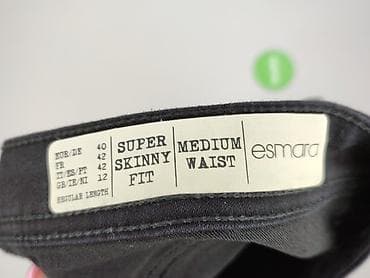 EUR/DE 40
FR 42
IT/ES/PT 42
GB/IE/NI 12
REGULAR LENGTH
SUPER
SKINNY
FIT
MEDIUM
WAIST
esmara